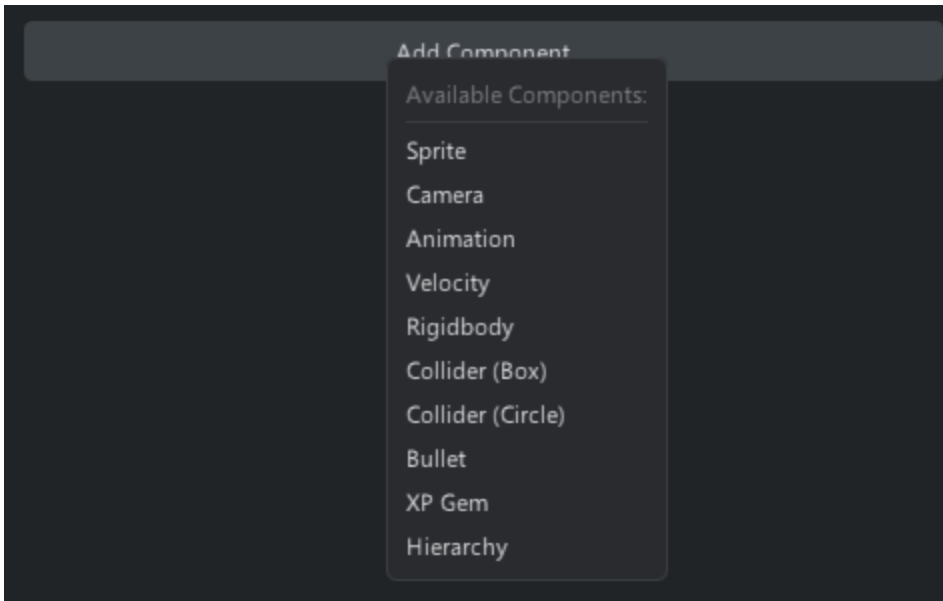 Add Component
Available Components:
Sprite
Camera
Animation
Velocity
Rigidbody
Collider (Box)
Collider (Circle)
Bullet
XP Gem
Hierarchy